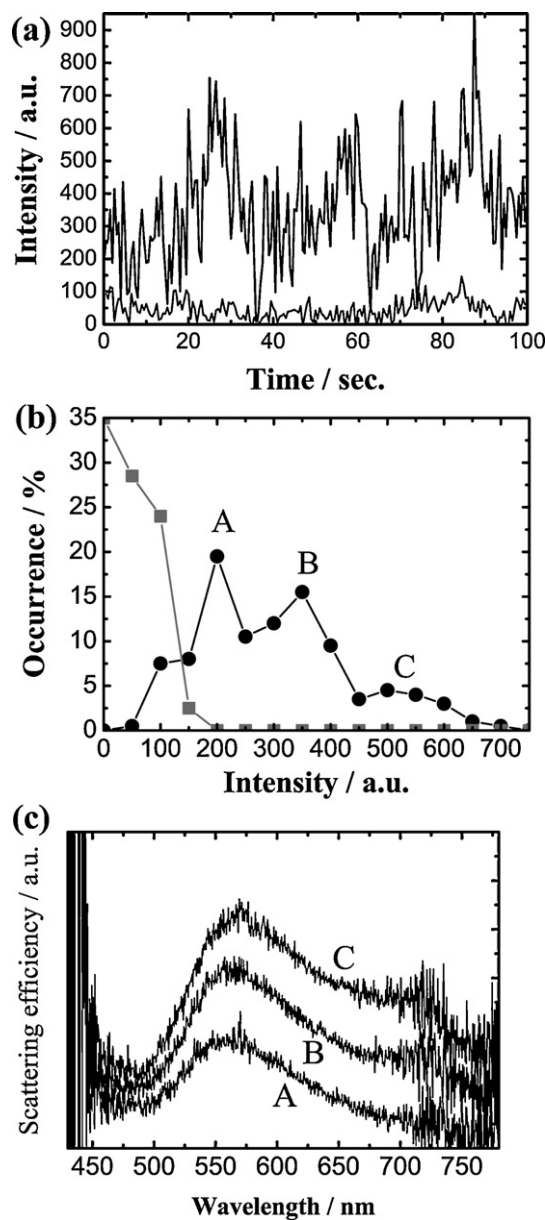 (a)
950
900
800
700
600
500
400
300
200
100
0
Intensity / a.u.
0 20 40 60 80 100
Time / sec.
(b)
35
30
25
20
15
10
5
0
Occurrence / %
A
B
C
0 100 200 300 400 500 600 700
Intensity / a.u.
(c)
Scattering efficiency / a.u.
C
B
A
450 500 550 600 650 700 750
Wavelength / nm